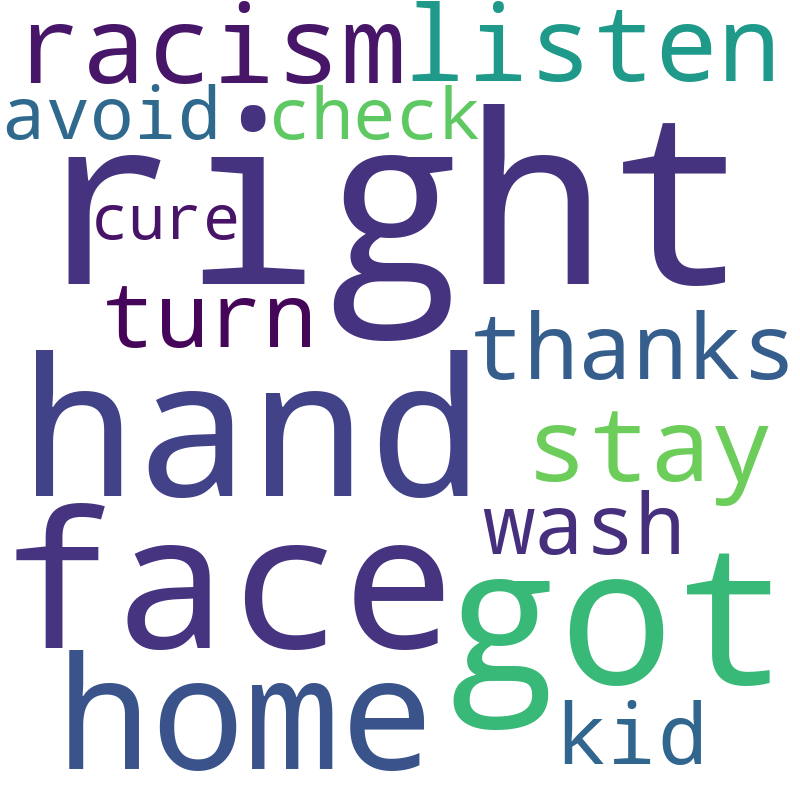 racism listen
avoid check
right
cure
turn
thanks
hand
stay
wash
face
got
home
kid